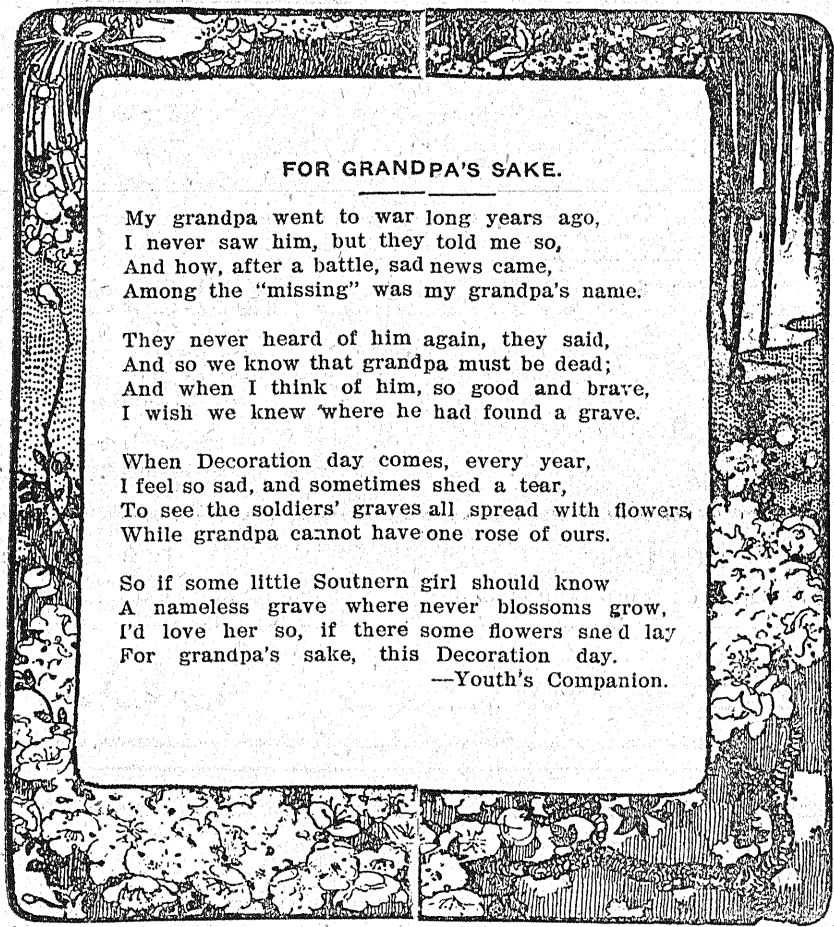 FOR GRANDPA'S SAKE.
My grandpa went to war long years ago,
I never saw him, but they told me so,
And how, after a battle, sad news came,
Among the "missing" was my grandpa's name.
They never heard of him again, they said,
And so we know that grandpa must be dead;
And when I think of him, so good and brave,
I wish we knew where he had found a grave.
When Decoration day comes, every year,
I feel so sad, and sometimes shed a tear,
To see the soldiers' graves all spread with flowers,
While grandpa cannot have one rose of ours.
So if some little Soutnern girl should know
A nameless grave where never blossoms grow,
I'd love her so, if there some flowers sne'd lay
For grandpa's sake, this Decoration day.
—Youth's Companion.